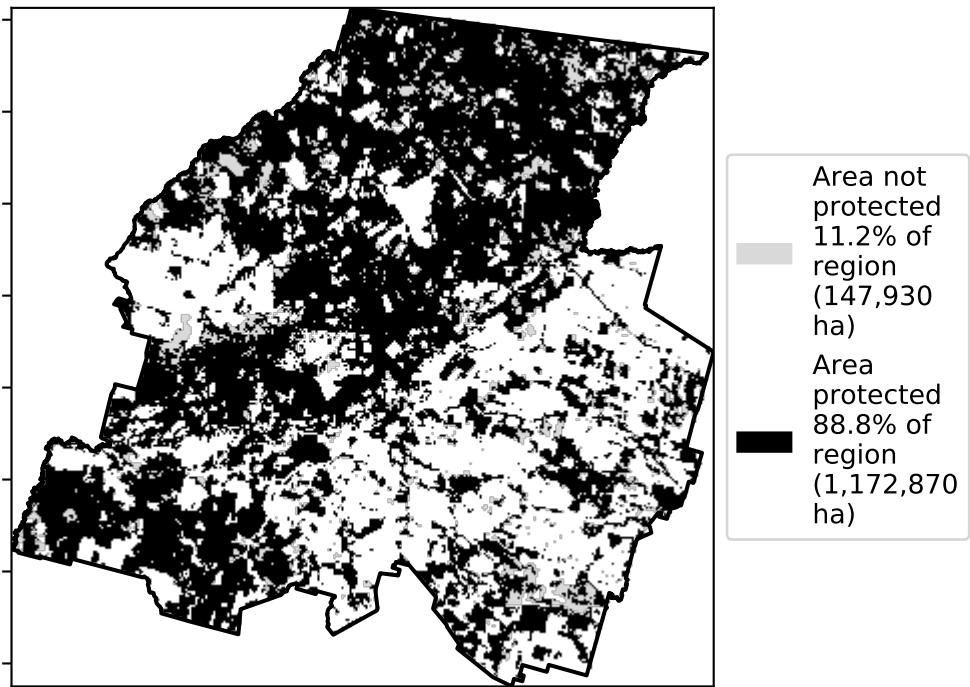 Area not
protected
11.2% of
region
(147,930
ha)
Area
protected
88.8% of
region
(1,172,870
ha)